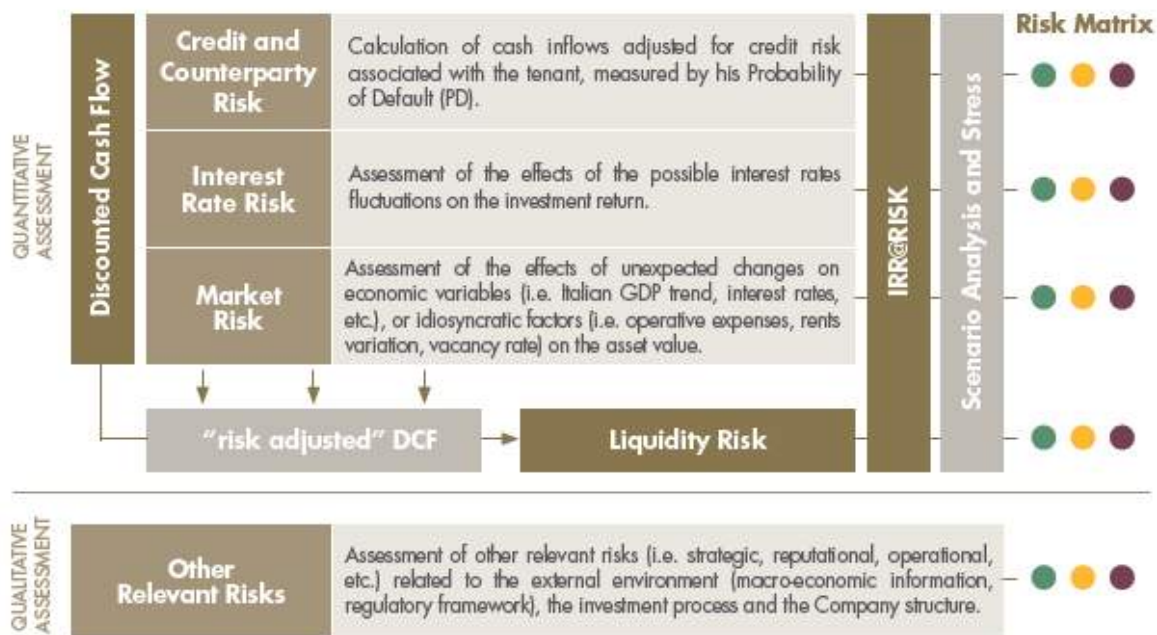 Risk Matrix
QUANTITATIVE
ASSESSMENT
Discounted Cash Flow
Credit and
Counterparty
Risk
Calculation of cash inflows adjusted for credit risk
associated with the tenant, measured by his Probability
of Default (PD).
Interest
Rate Risk
Assessment of the effects of the possible interest rates
fluctuations on the investment return.
Market
Risk
Assessment of the effects of unexpected changes on
economic variables (i.e. Italian GDP trend, interest rates,
etc.), or idiosyncratic factors (i.e. operative expenses, rents
variation, vacancy rate) on the asset value.
IRR@RISK
Scenario Analysis and Stress
"risk adjusted" DCF
Liquidity Risk
QUALITATIVE
ASSESSMENT
Other
Relevant Risks
Assessment of other relevant risks (i.e. strategic, reputational, operational,
etc.) related to the external environment (macro-economic information,
regulatory framework), the investment process and the Company structure.